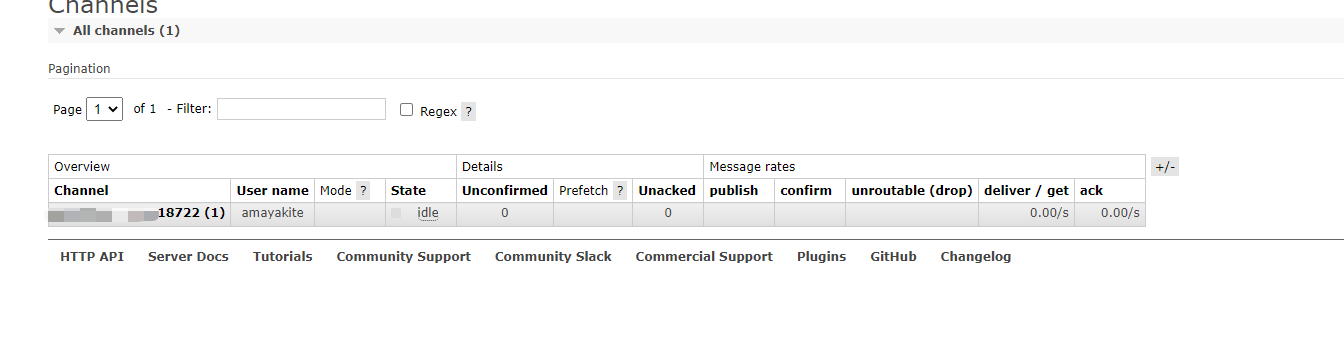 Channels
All channels (1)
Pagination
Page 1 of 1 - Filter: Regex ?
Overview Details Message rates +/-
Channel User name Mode ? State Unconfirmed Prefetch ? Unacked publish confirm unroutable (drop) deliver / get ack
18722 (1) amayakite idle 0 0 0.00/s 0.00/s
HTTP API Server Docs Tutorials Community Support Community Slack Commercial Support Plugins GitHub Changelog